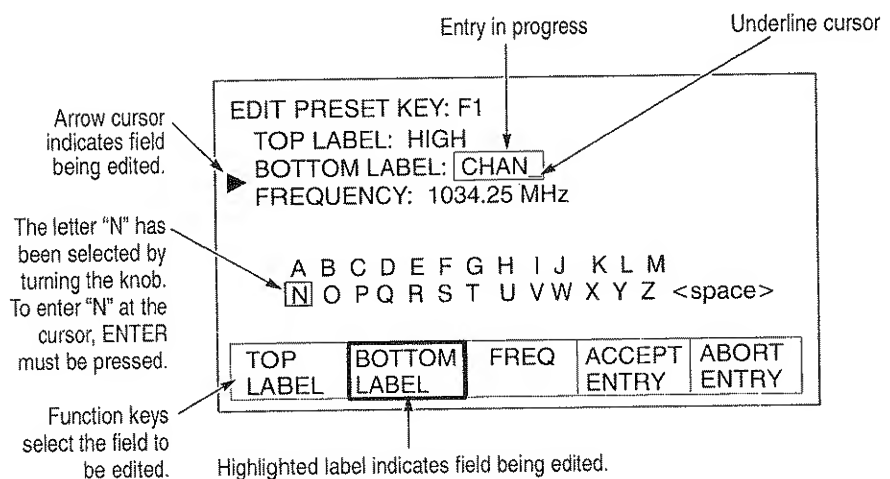 Entry in progress
Underline cursor
Arrow cursor
indicates field
being edited.
EDIT PRESET KEY: F1
TOP LABEL: HIGH
BOTTOM LABEL: CHAN_
FREQUENCY: 1034.25 MHz
The letter “N” has
been selected by
turning the knob.
To enter “N” at the
cursor, ENTER
must be pressed.
A B C D E F G H I J K L M
N O P Q R S T U V W X Y Z <space>
TOP LABEL
BOTTOM LABEL
FREQ
ACCEPT ENTRY
ABORT ENTRY
Function keys
select the field to
be edited.
Highlighted label indicates field being edited.